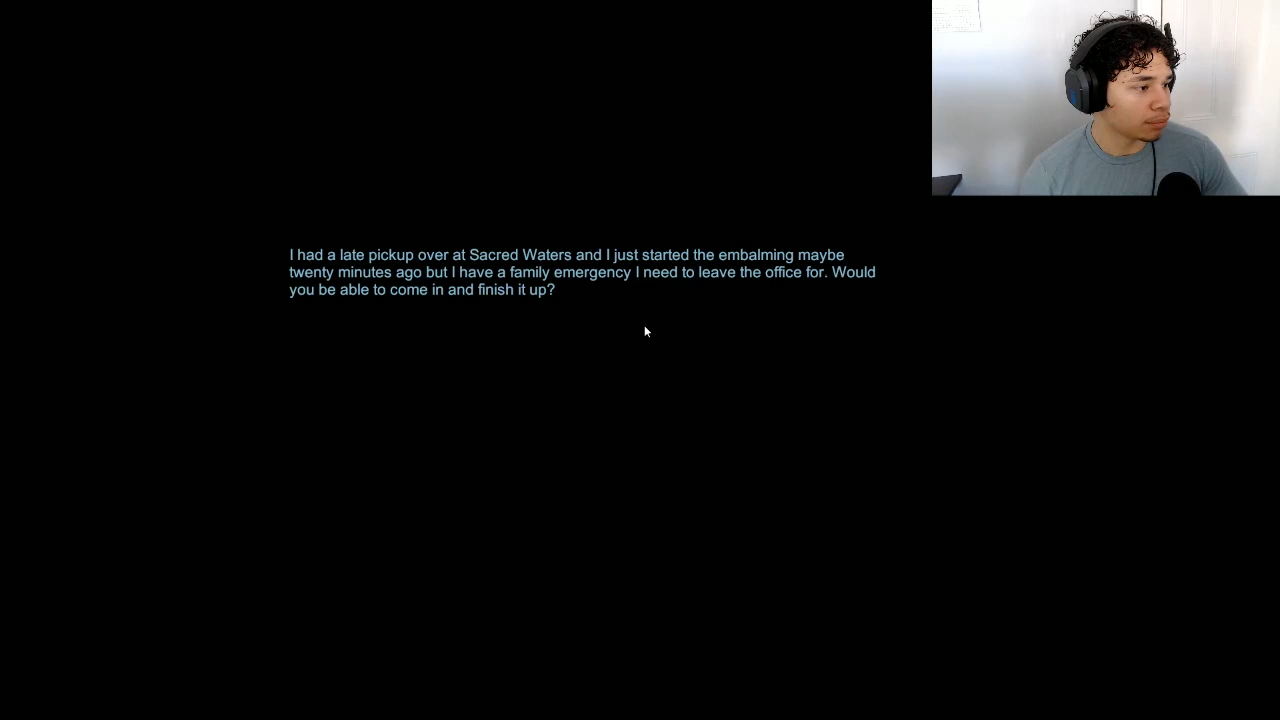 I had a late pickup over at Sacred Waters and I just started the embalming maybe
twenty minutes ago but I have a family emergency I need to leave the office for. Would
you be able to come in and finish it up?